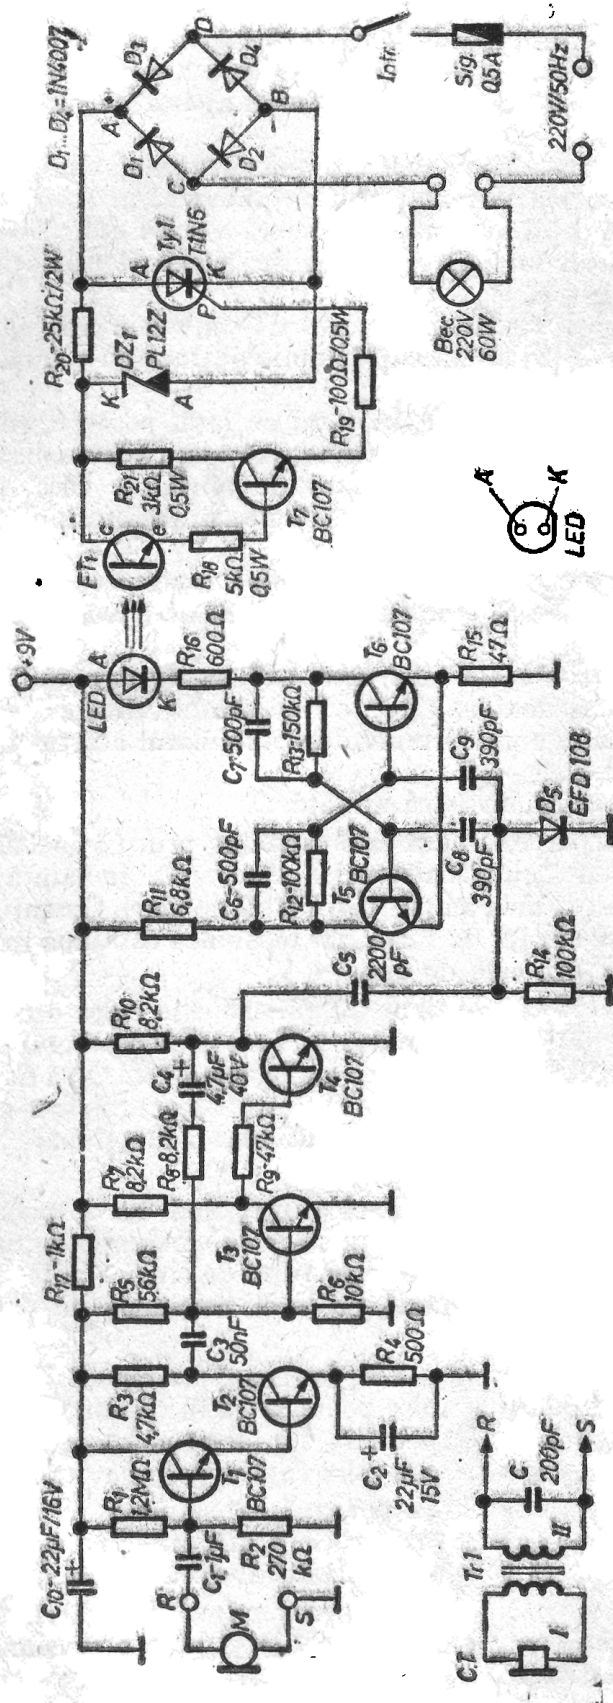 C10-22µF/16V
R1
1,2MΩ
R
C1-1µF
M
S
R2
270
kΩ
T1
BC107
R3
4,7kΩ
T2
BC107
C2
22µF
15V
+
R4
500Ω
C3
50nF
R5
56kΩ
R6
10kΩ
R17-1kΩ
T3
BC107
R7
8,2kΩ
R8-8,2kΩ
R9-47kΩ
C4
4,7µF
40V
+
R10
8,2kΩ
T4
BC107
C5
2200
pF
R11
6,8kΩ
C6-500pF
R12-100kΩ
T5
BC107
C8
390pF
R14
100kΩ
D5
EFD 108
C9
390pF
C7-500pF
R13-150kΩ
T6
BC107
R15
47Ω
R16
600Ω
+9V
LED
A
K
FT1
c
e
R18
5kΩ
0,5W
R21
3kΩ
0,5W
T7
BC107
R19-100Ω/0,5W
R20-25kΩ/2W
K
DZ1
PL12Z
A
A
Ty1
T1N6
K
P
D1...D4=1N4007
A
+
B
C
D
D1
D2
D3
D4
Intr.
Sig.
0,5A
220V/50Hz
Bec
220V
60W
A
K
LED
C.T.
Tr.1
I
II
C
200pF
R
S